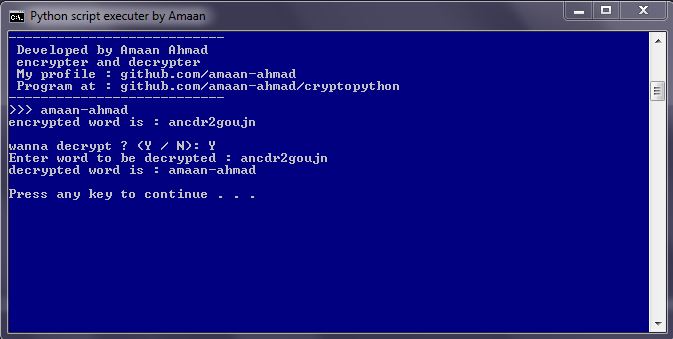 Python script executer by Amaan
---------------------------
Developed by Amaan Ahmad
encrypter and decrypter
My profile : github.com/amaan-ahmad
Program at : github.com/amaan-ahmad/cryptopython
---------------------------
>>> amaan-ahmad
encrypted word is : ancdr2goujn
wanna decrypt ? (Y / N): Y
Enter word to be decrypted : ancdr2goujn
decrypted word is : amaan-ahmad
Press any key to continue . . .